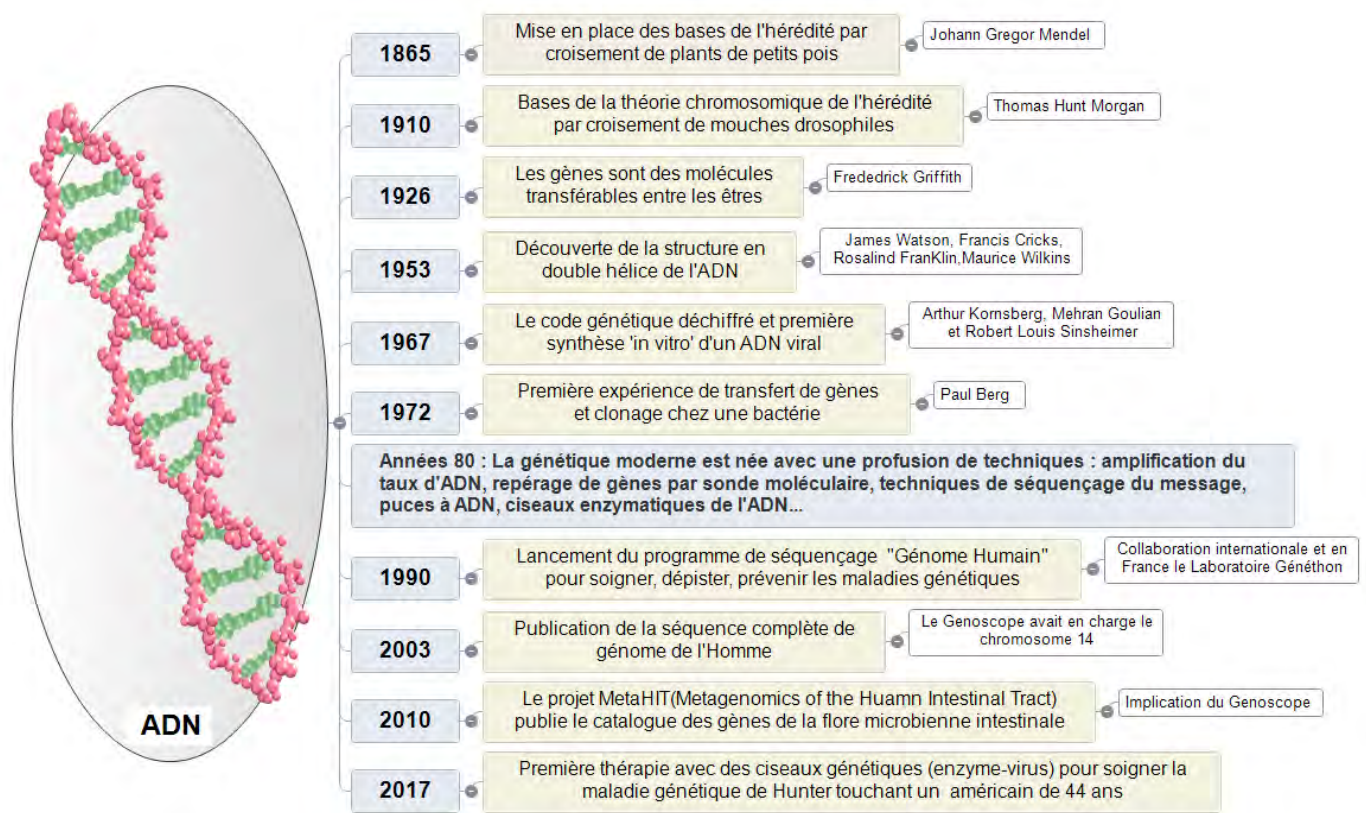 1865
Mise en place des bases de l'hérédité par
croisement de plants de petits pois
Johann Gregor Mendel
1910
Bases de la théorie chromosomique de l'hérédité
par croisement de mouches drosophiles
Thomas Hunt Morgan
1926
Les gènes sont des molécules
transférables entre les êtres
Frededrick Griffith
1953
Découverte de la structure en
double hélice de l'ADN
James Watson, Francis Cricks,
Rosalind FranKlin,Maurice Wilkins
1967
Le code génétique déchiffré et première
synthèse 'in vitro' d'un ADN viral
Arthur Kornsberg, Mehran Goulian
et Robert Louis Sinsheimer
1972
Première expérience de transfert de gènes
et clonage chez une bactérie
Paul Berg
Années 80 : La génétique moderne est née avec une profusion de techniques : amplification du
taux d'ADN, repérage de gènes par sonde moléculaire, techniques de séquençage du message,
puces à ADN, ciseaux enzymatiques de l'ADN...
1990
Lancement du programme de séquençage "Génome Humain"
pour soigner, dépister, prévenir les maladies génétiques
Collaboration internationale et en
France le Laboratoire Généthon
2003
Publication de la séquence complète de
génome de l'Homme
Le Genoscope avait en charge le
chromosome 14
2010
Le projet MetaHIT(Metagenomics of the Huamn Intestinal Tract)
publie le catalogue des gènes de la flore microbienne intestinale
Implication du Genoscope
2017
Première thérapie avec des ciseaux génétiques (enzyme-virus) pour soigner la
maladie génétique de Hunter touchant un américain de 44 ans
ADN